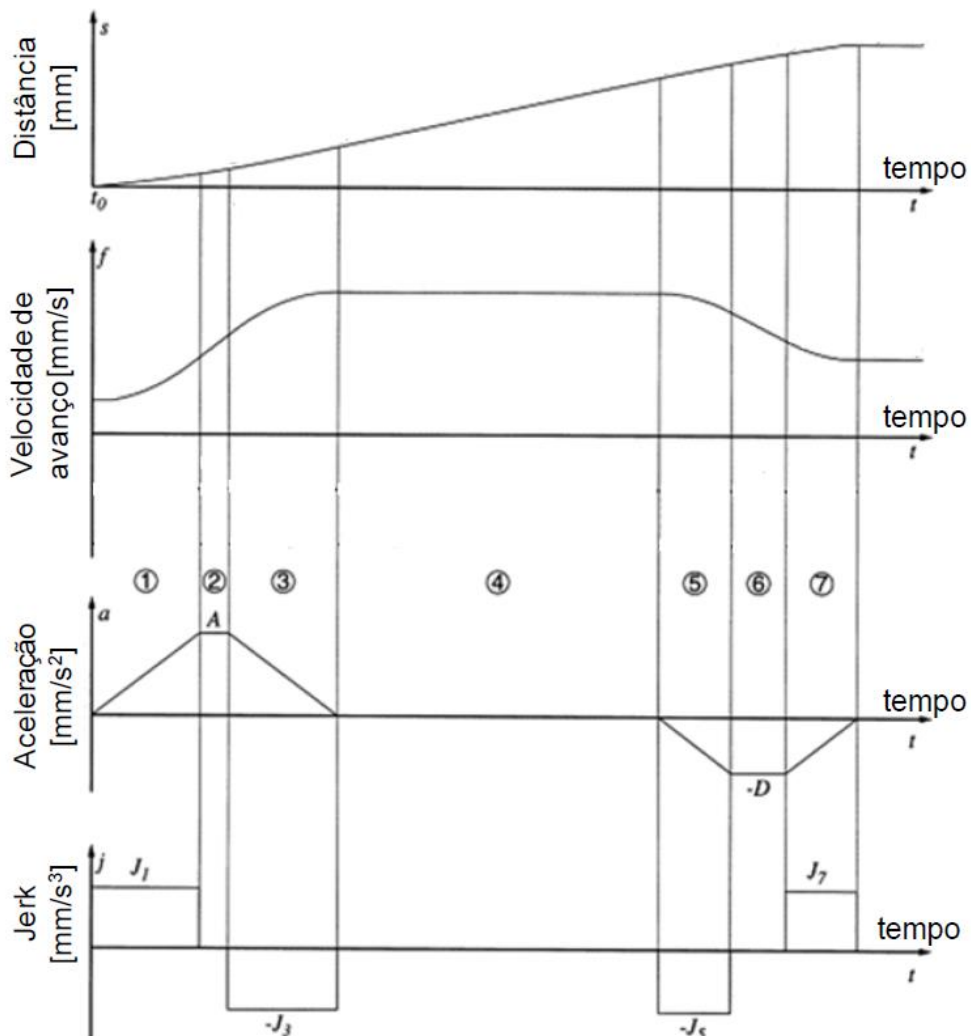 s
Distância
[mm]
tempo
t₀
t
f
Velocidade de
avanço [mm/s]
tempo
t
① ② ③ ④ ⑤ ⑥ ⑦
a
A
Aceleração
[mm/s²]
tempo
t
-D
j
J₁
J₇
Jerk
[mm/s³]
tempo
t
-J₃
-J₅